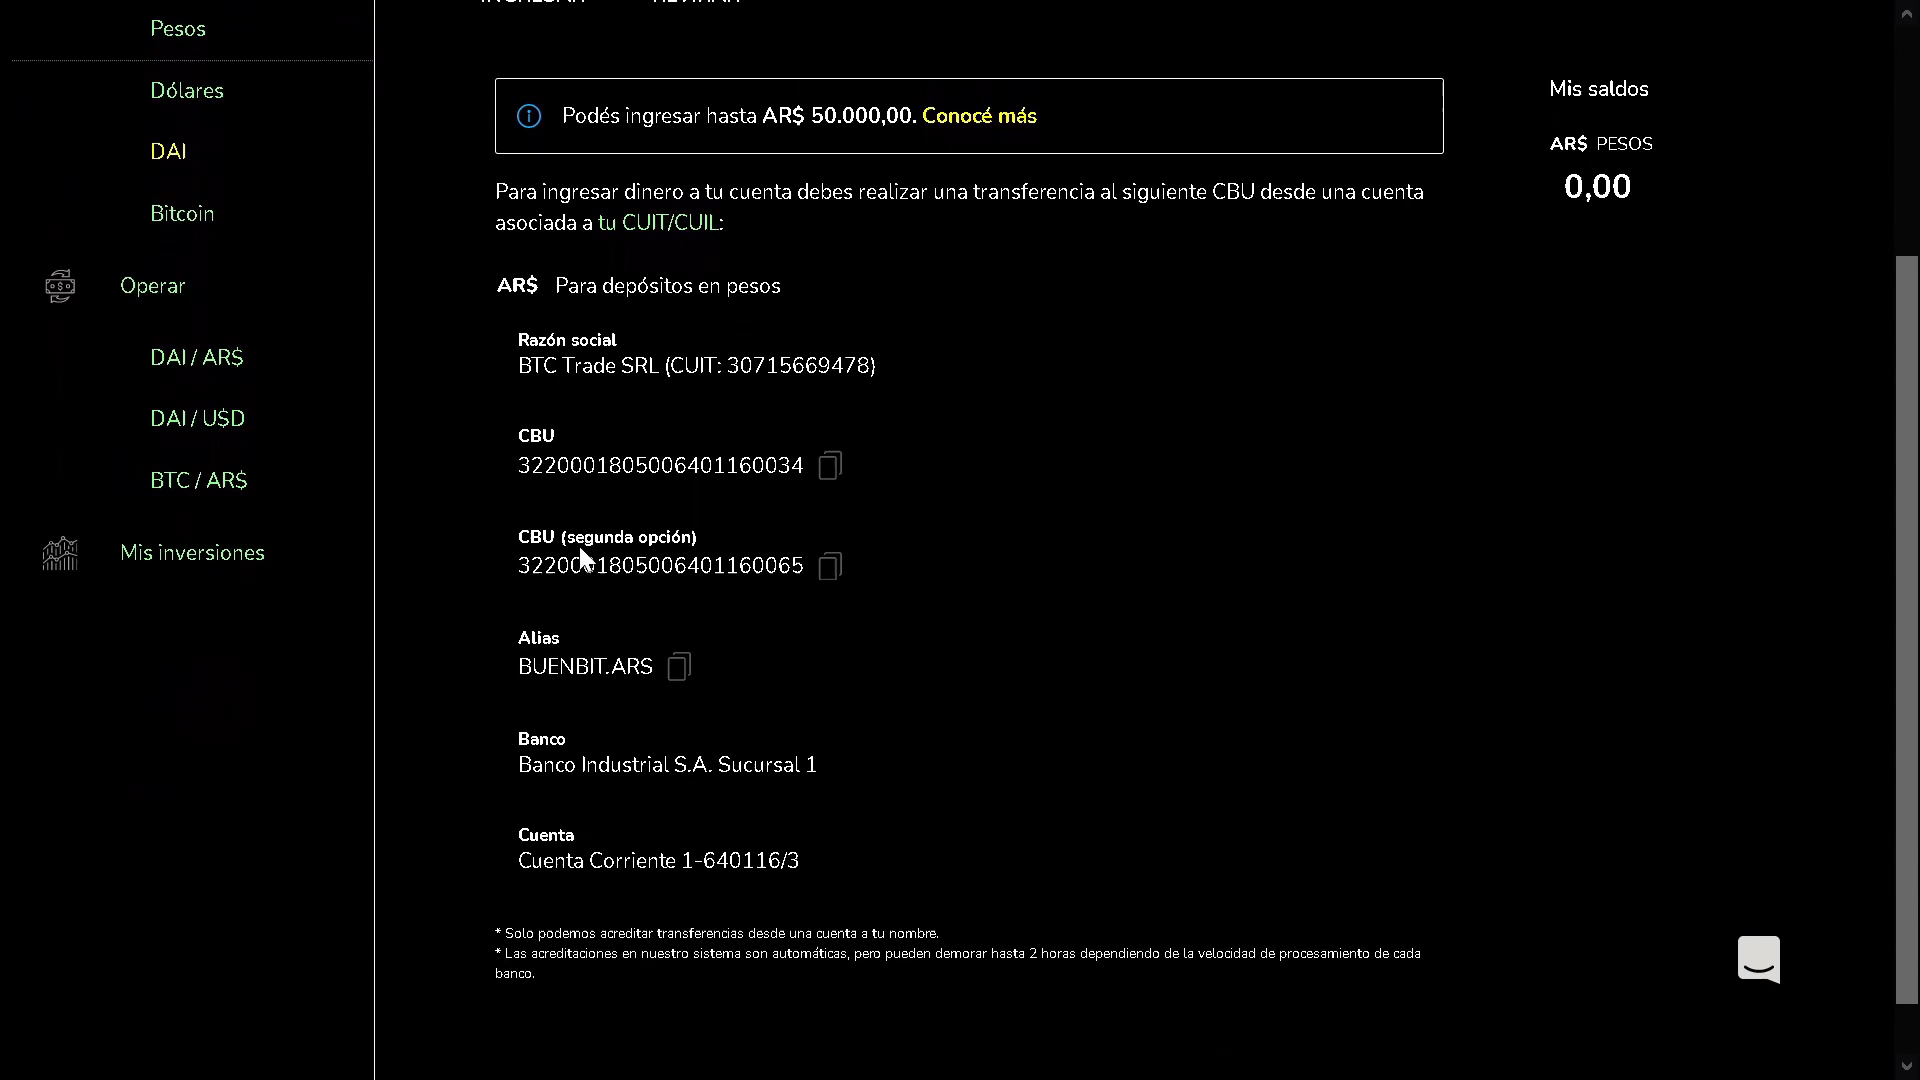 Pesos
Dólares
DAI
Bitcoin
Operar
DAI / AR$
DAI / U$D
BTC / AR$
Mis inversiones
Podés ingresar hasta AR$ 50.000,00. Conocé más
Para ingresar dinero a tu cuenta debes realizar una transferencia al siguiente CBU desde una cuenta
asociada a tu CUIT/CUIL:
AR$ Para depósitos en pesos
Razón social
BTC Trade SRL (CUIT: 30715669478)
CBU
3220001805006401160034
CBU (segunda opción)
3220001805006401160065
Alias
BUENBIT.ARS
Banco
Banco Industrial S.A. Sucursal 1
Cuenta
Cuenta Corriente 1-640116/3
* Solo podemos acreditar transferencias desde una cuenta a tu nombre.
* Las acreditaciones en nuestro sistema son automáticas, pero pueden demorar hasta 2 horas dependiendo de la velocidad de procesamiento de cada
banco.
Mis saldos
AR$ PESOS
0,00